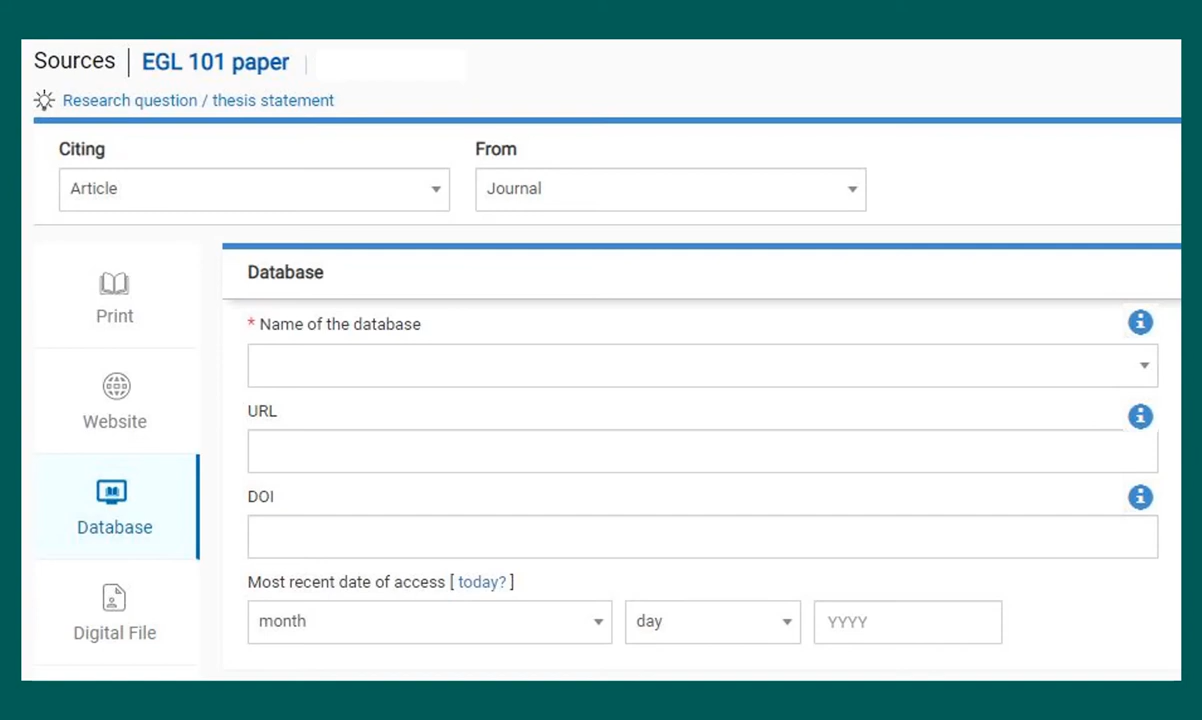 Sources | EGL 101 paper |
Research question / thesis statement
Citing
From
Article
Journal
Print
Website
Database
Digital File
Database
* Name of the database
URL
DOI
Most recent date of access [ today? ]
month
day
YYYY